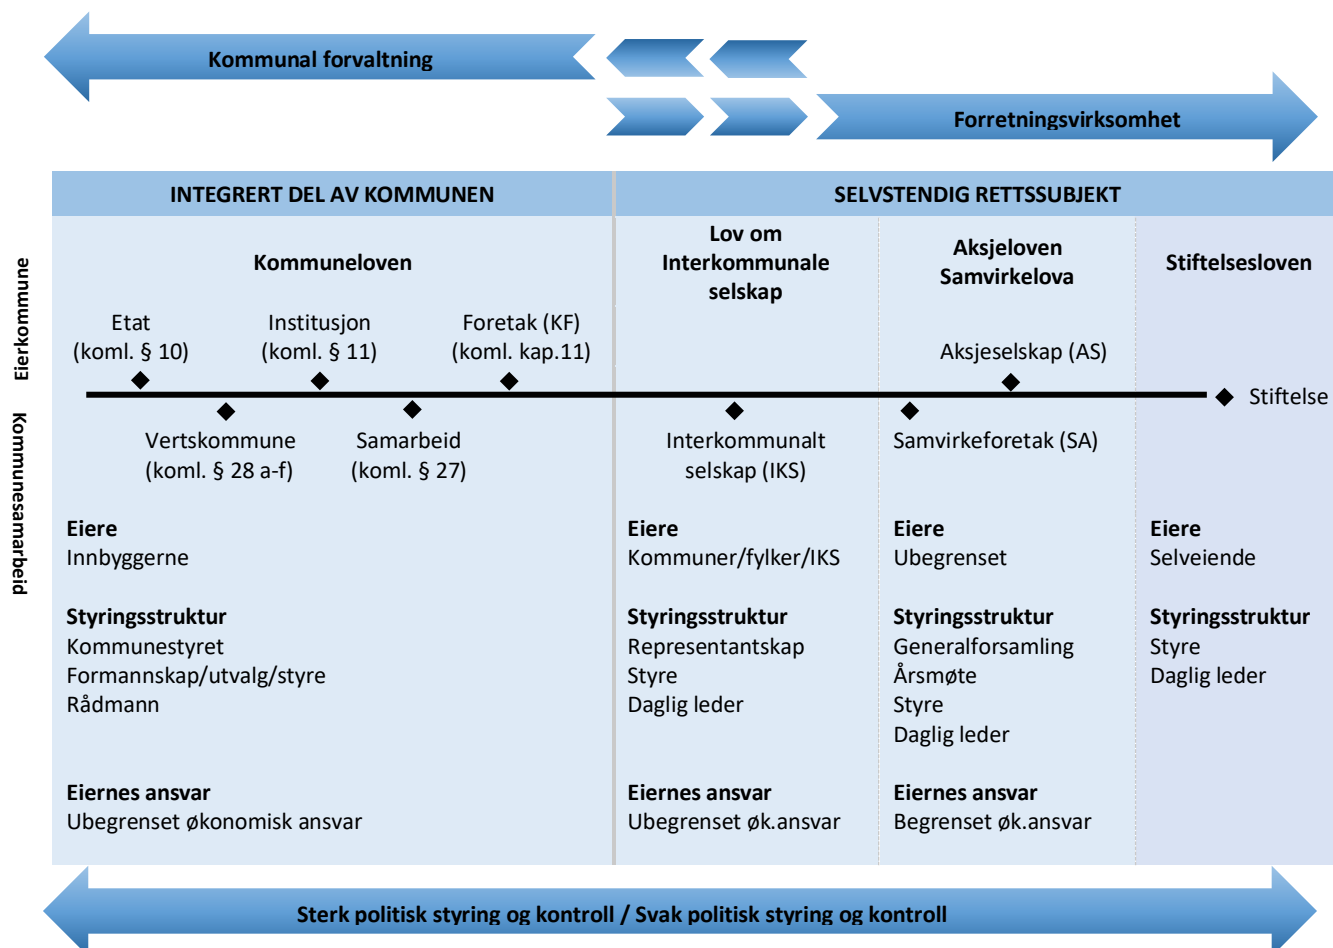 Kommunal forvaltning
Forretningsvirksomhet
INTEGRERT DEL AV KOMMUNEN
SELVSTENDIG RETTSSUBJEKT
Eierkommune
Kommunesamarbeid
Kommuneloven
Etat
(koml. § 10)
Institusjon
(koml. § 11)
Foretak (KF)
(koml. kap.11)
Vertskommune
(koml. § 28 a-f)
Samarbeid
(koml. § 27)
Eiere
Innbyggerne
Styringsstruktur
Kommunestyret
Formannskap/utvalg/styre
Rådmann
Eiernes ansvar
Ubegrenset økonomisk ansvar
Lov om
Interkommunale
selskap
Interkommunalt
selskap (IKS)
Eiere
Kommuner/fylker/IKS
Styringsstruktur
Representantskap
Styre
Daglig leder
Eiernes ansvar
Ubegrenset øk.ansvar
Aksjeloven
Samvirkelova
Aksjeselskap (AS)
Samvirkeforetak (SA)
Eiere
Ubegrenset
Styringsstruktur
Generalforsamling
Årsmøte
Styre
Daglig leder
Eiernes ansvar
Begrenset øk.ansvar
Stiftelsesloven
Stiftelse
Eiere
Selveiende
Styringsstruktur
Styre
Daglig leder
Sterk politisk styring og kontroll / Svak politisk styring og kontroll